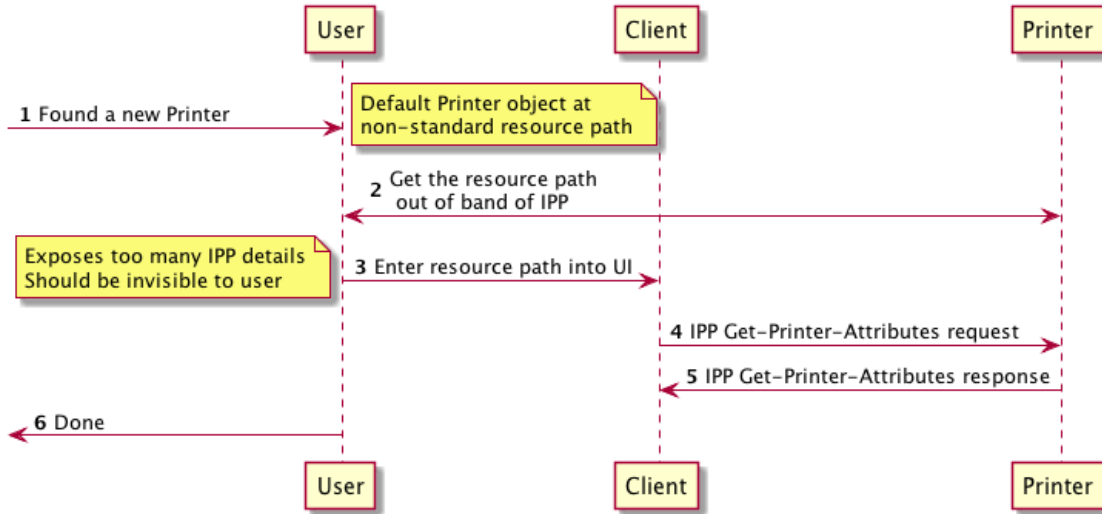 User Client Printer
1 Found a new Printer
Default Printer object at
non-standard resource path
2 Get the resource path
out of band of IPP
Exposes too many IPP details
Should be invisible to user
3 Enter resource path into UI
4 IPP Get-Printer-Attributes request
5 IPP Get-Printer-Attributes response
6 Done
User Client Printer